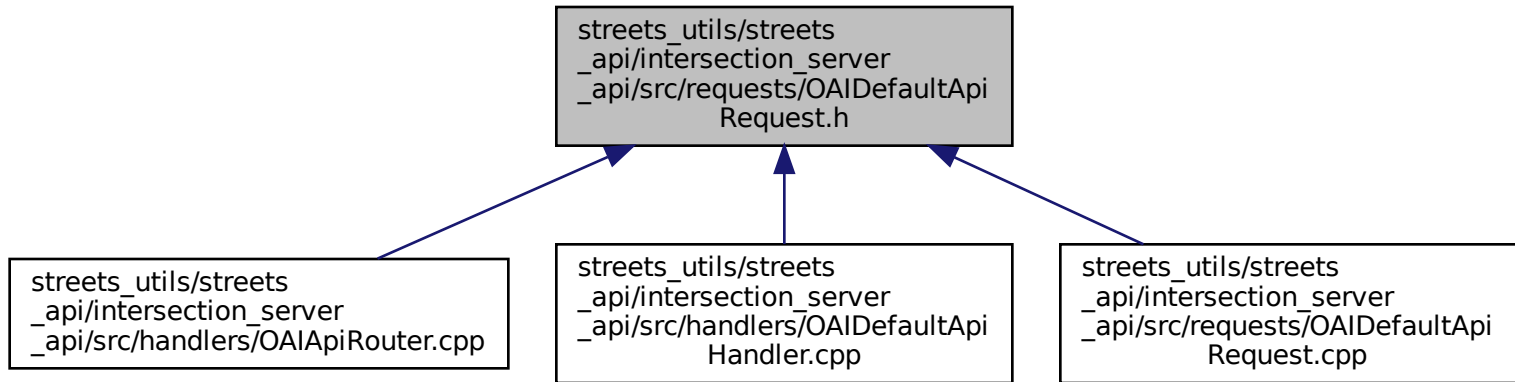 streets_utils/streets
_api/intersection_server
_api/src/requests/OAIDefaultApi
Request.h
streets_utils/streets
_api/intersection_server
_api/src/handlers/OAIApiRouter.cpp
streets_utils/streets
_api/intersection_server
_api/src/handlers/OAIDefaultApi
Handler.cpp
streets_utils/streets
_api/intersection_server
_api/src/requests/OAIDefaultApi
Request.cpp